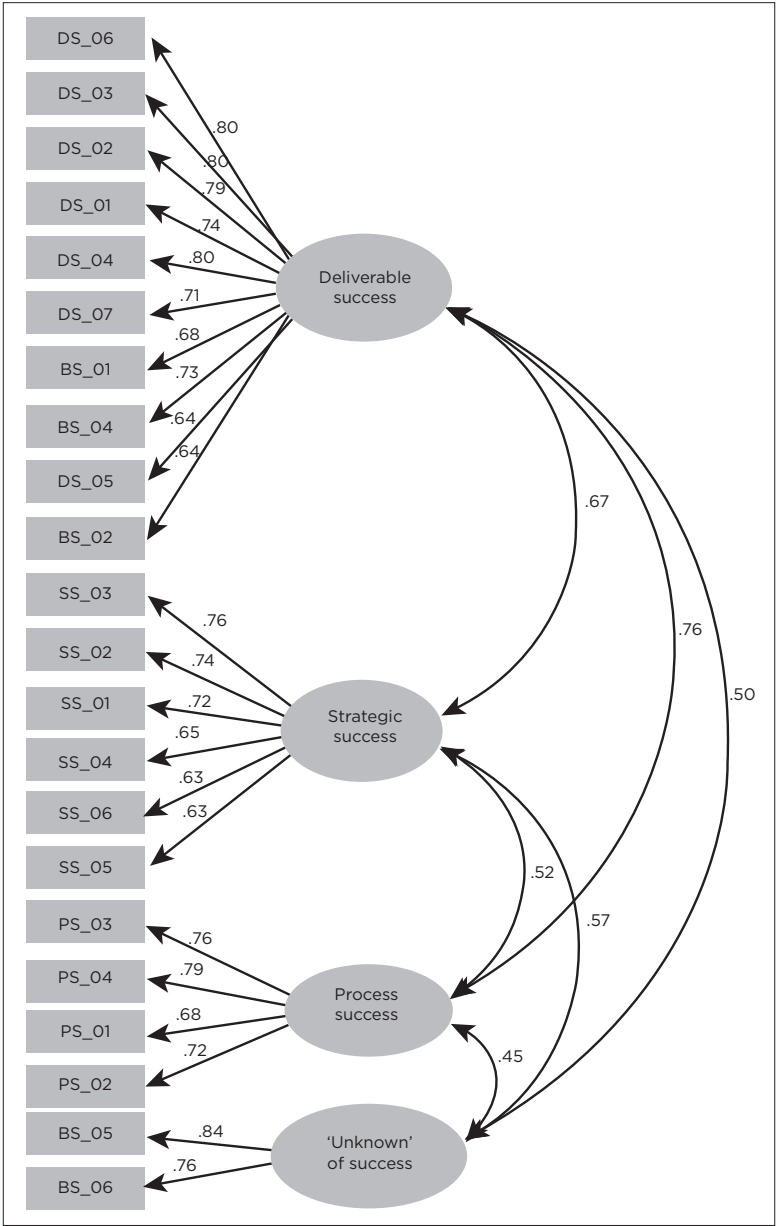 DS_06
DS_03
DS_02
DS_01
DS_04
DS_07
BS_01
BS_04
DS_05
BS_02
.80
.80
.79
.74
.80
.71
.68
.73
.64
.64
Deliverable
success
SS_03
SS_02
SS_01
SS_04
SS_06
SS_05
.76
.74
.72
.65
.63
.63
Strategic
success
PS_03
PS_04
PS_01
PS_02
.76
.79
.68
.72
Process
success
BS_05
BS_06
.84
.76
‘Unknown’
of success
.67
.76
.50
.52
.57
.45